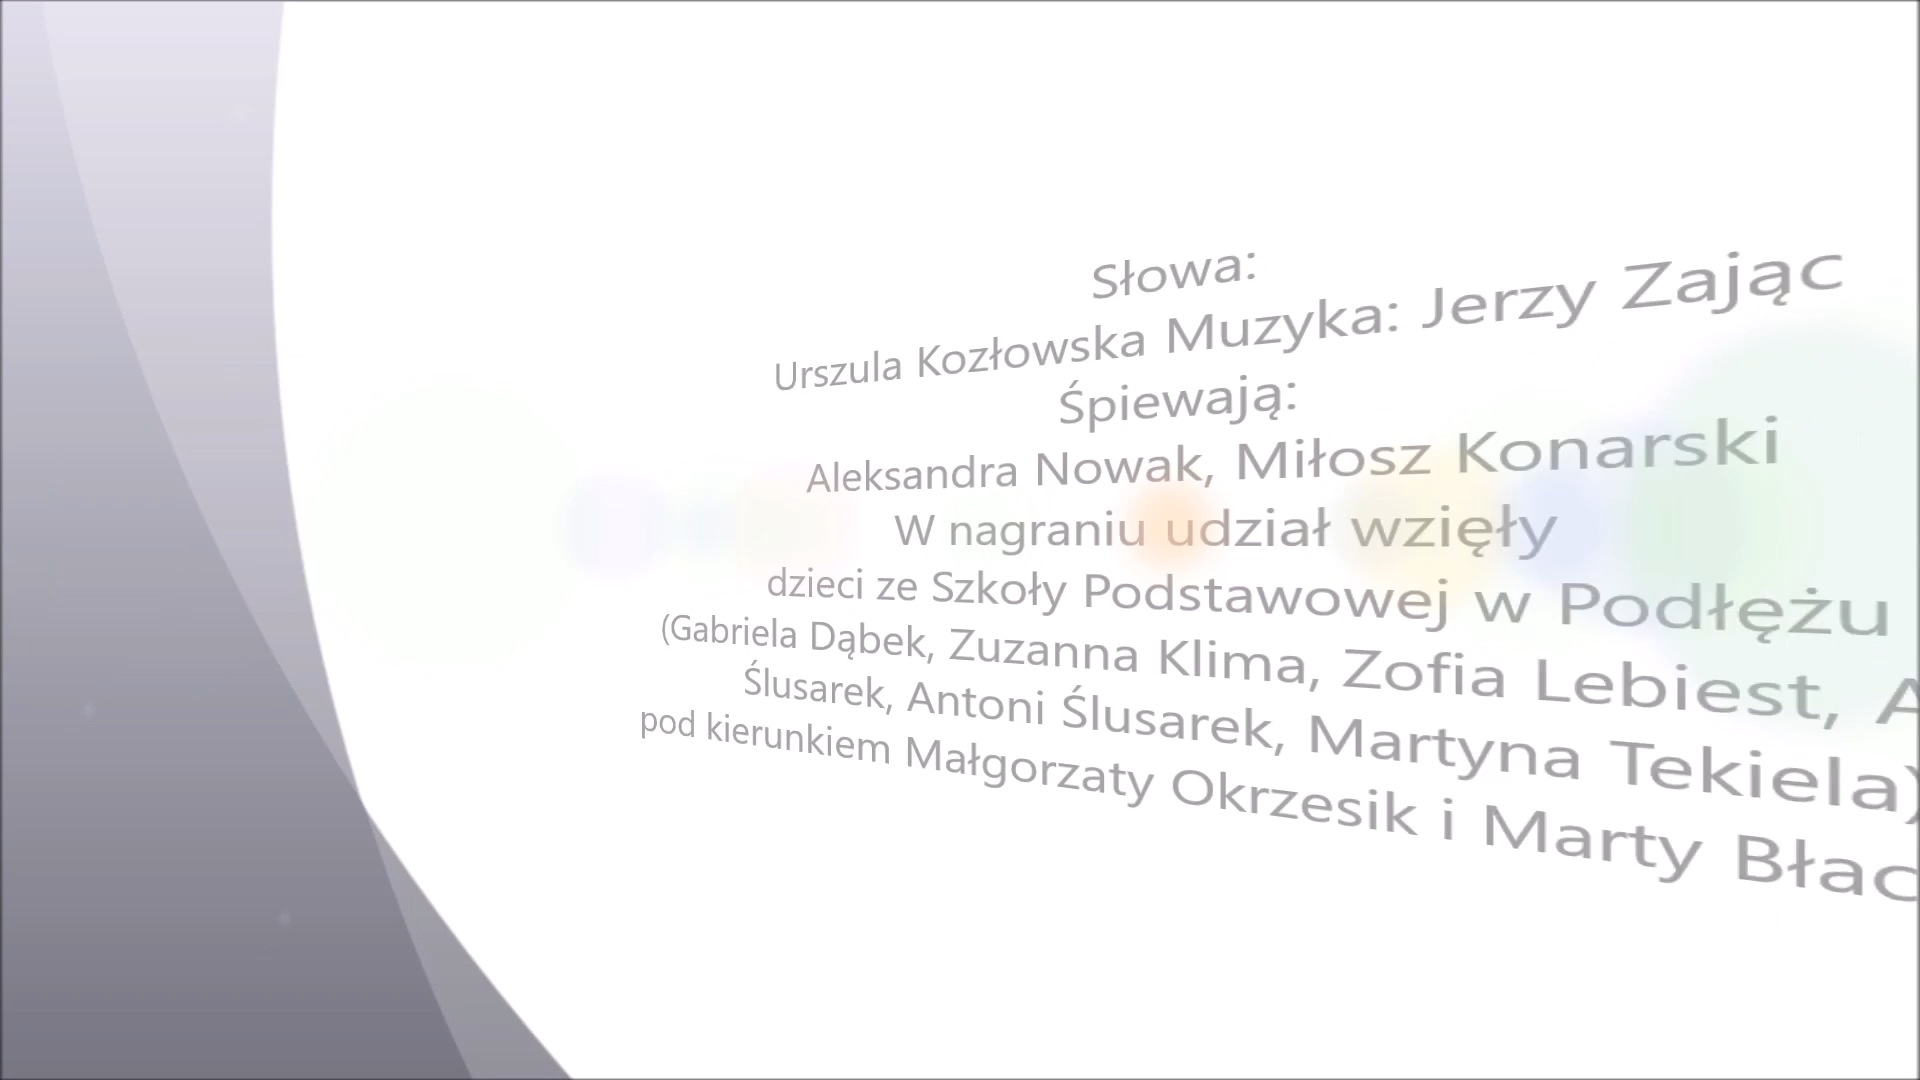 Słowa:
Urszula Kozłowska Muzyka: Jerzy Zając
Śpiewają:
Aleksandra Nowak, Miłosz Konarski
W nagraniu udział wzięły
dzieci ze Szkoły Podstawowej w Podłężu
(Gabriela Dąbek, Zuzanna Klima, Zofia Lebiest,
Ślusarek, Antoni Ślusarek, Martyna Tekiela)
pod kierunkiem Małgorzaty Okrzesik i Marty